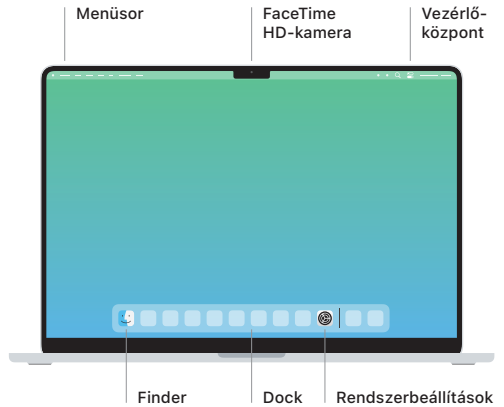 Menüsor
FaceTime
HD-kamera
Vezérlő-
központ
Finder
Dock
Rendszerbeállítások